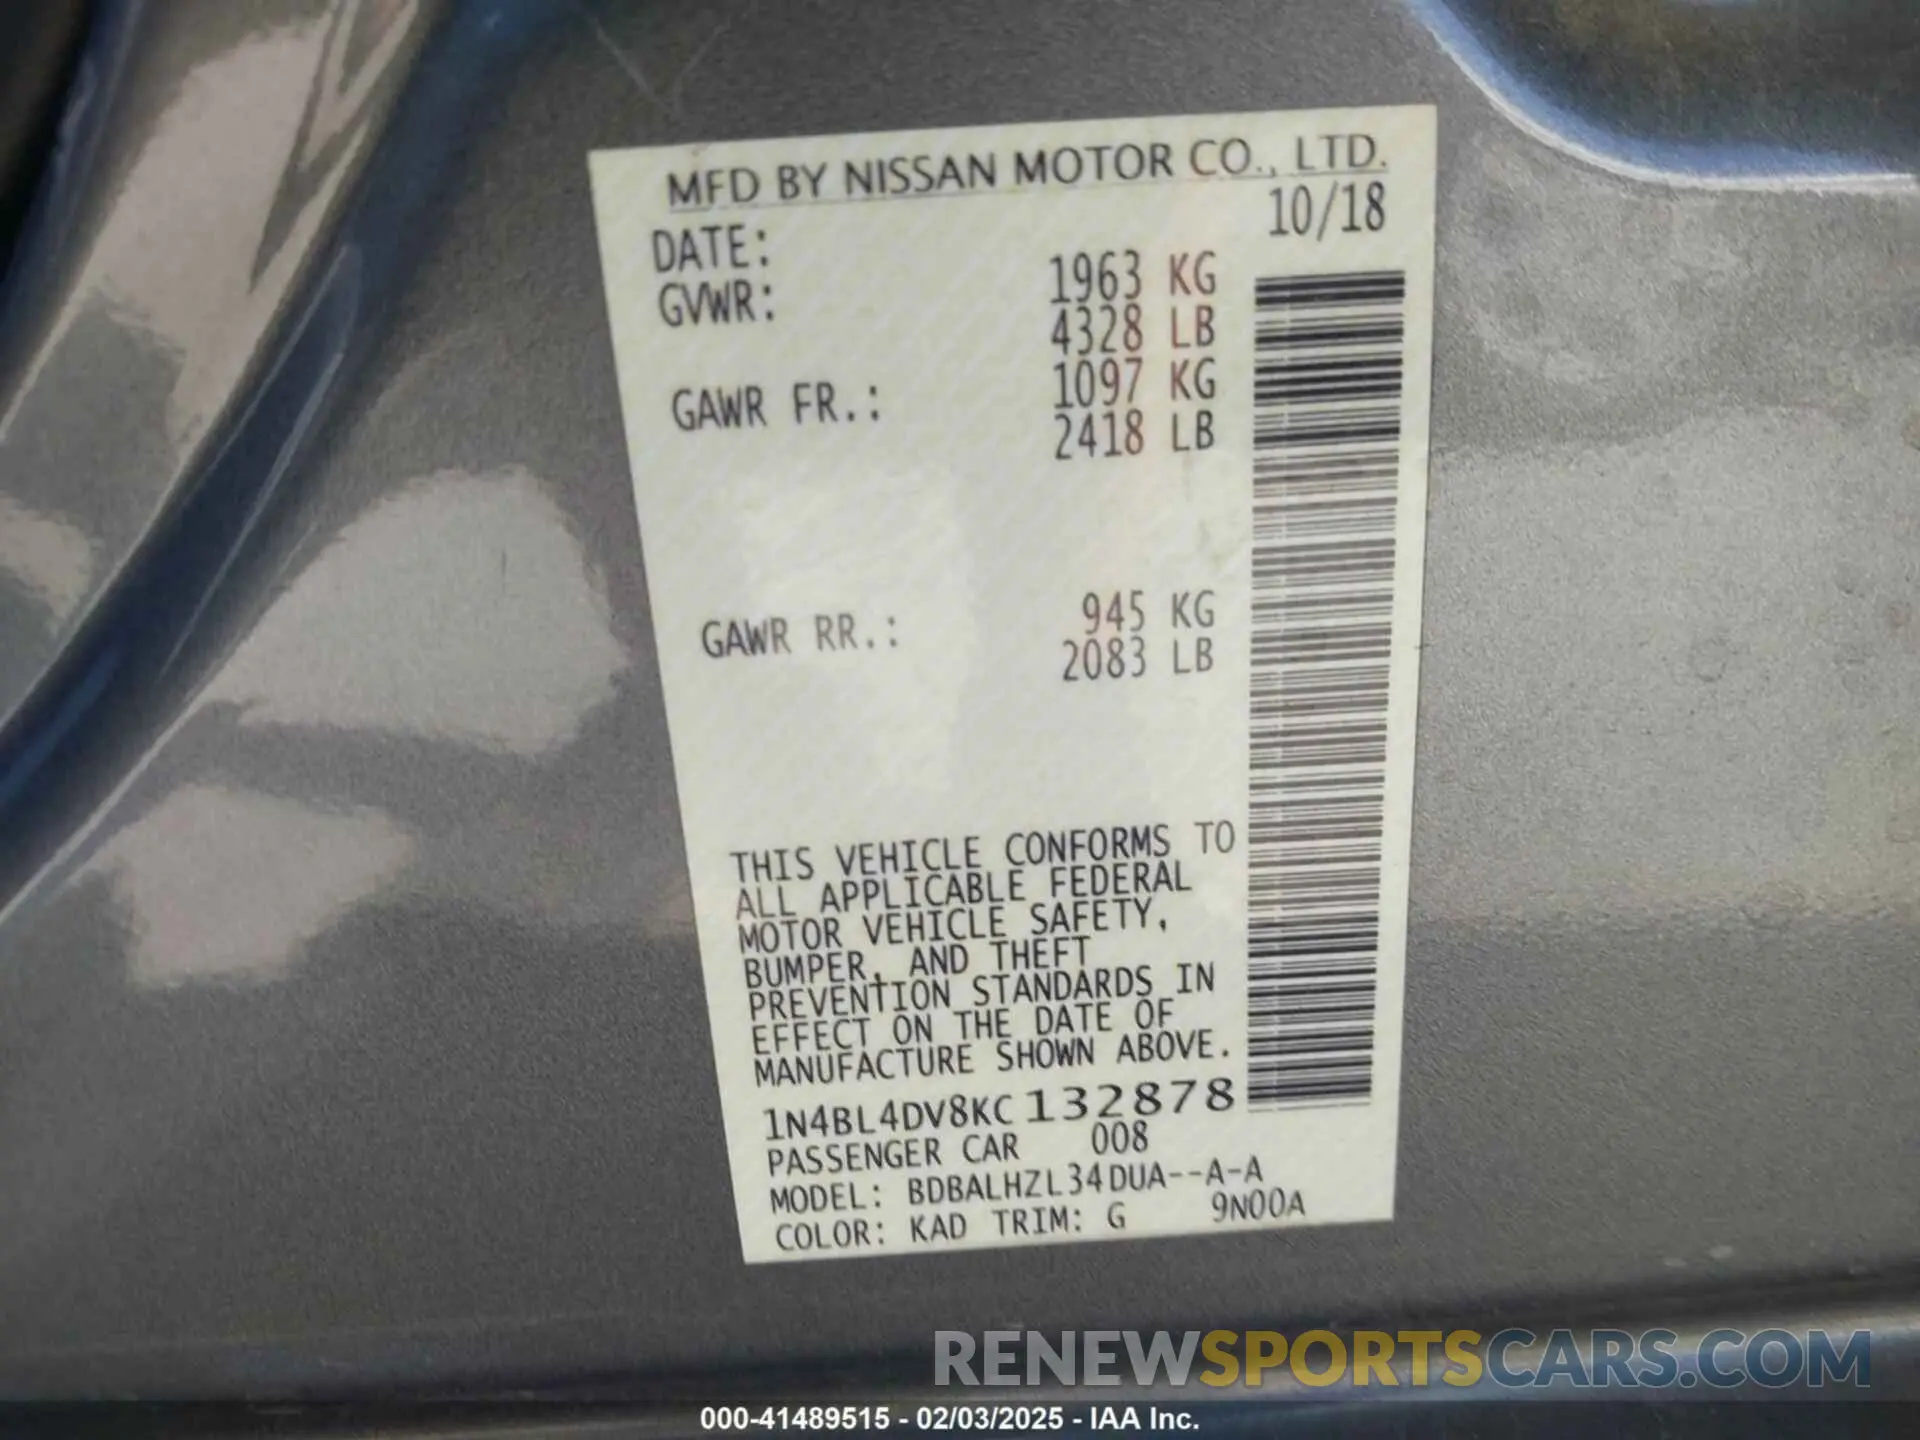 MFD BY NISSAN MOTOR CO., LTD.
DATE: 10/18
GVWR: 1963 KG
4328 LB
GAWR FR.: 1097 KG
2418 LB
GAWR RR.: 945 KG
2083 LB
THIS VEHICLE CONFORMS TO
ALL APPLICABLE FEDERAL
MOTOR VEHICLE SAFETY,
BUMPER, AND THEFT
PREVENTION STANDARDS IN
EFFECT ON THE DATE OF
MANUFACTURE SHOWN ABOVE.
1N4BL4DV8KC132878
PASSENGER CAR 008
MODEL: BDBALHZL34DUA--A-A
COLOR: KAD TRIM: G 9N00A
RENEWSPORTSCARS.COM
000-41489515 - 02/03/2025 - IAA Inc.